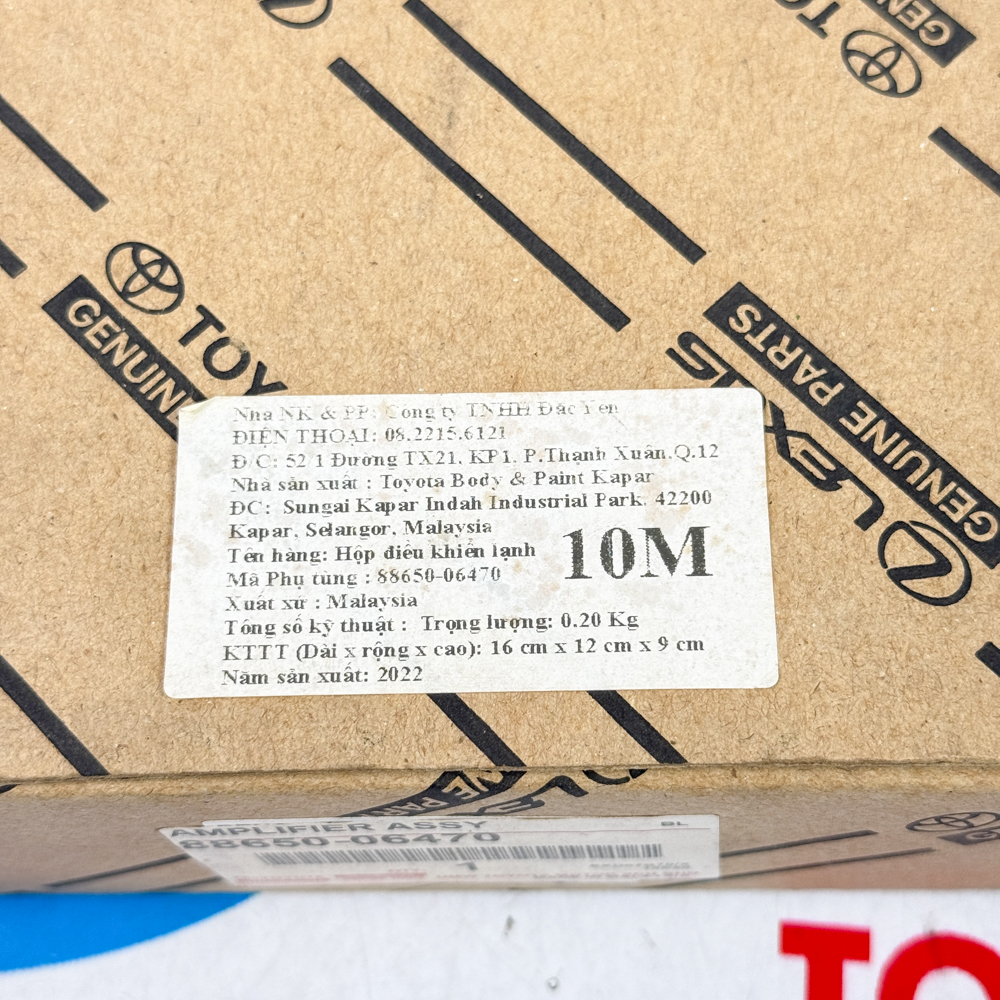 GENUINE
TOY
GENUINE PARTS
LEXUS
Nhà NK & PP: Công ty TNHH Đắc Yến
ĐIỆN THOẠI: 08.2215.6121
Đ/C: 52/1 Đường TX21, KP1, P.Thạnh Xuân,Q.12
Nhà sản xuất : Toyota Body & Paint Kapar
ĐC: Sungai Kapar Indah Industrial Park. 42200
Kapar, Selangor, Malaysia
Tên hàng: Hộp điều khiển lạnh
10M
Mã Phụ tùng : 88650-06470
Xuất xứ : Malaysia
Tông số kỹ thuật : Trọng lượng: 0.20 Kg
KTTT (Dài x rộng x cao): 16 cm x 12 cm x 9 cm
Năm sản xuất: 2022
AMPLIFIER ASSY
88650-06470
1
TO